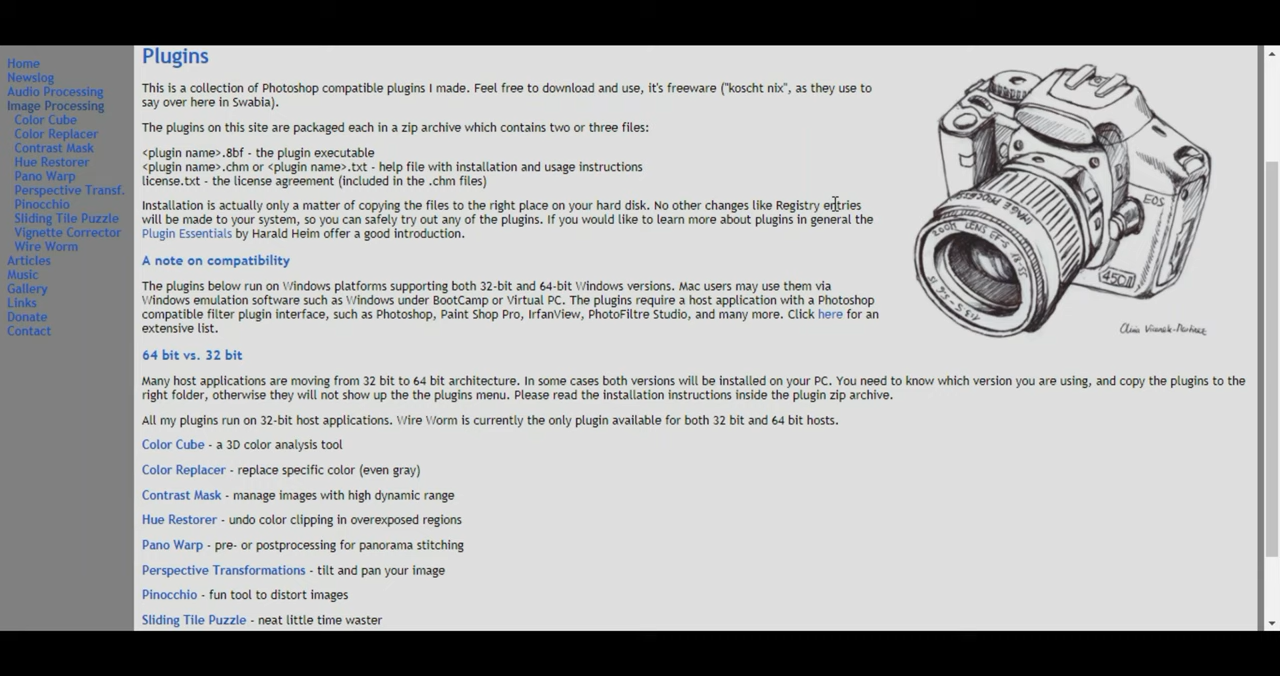 Home
Newslog
Audio Processing
Image Processing
Color Cube
Color Replacer
Contrast Mask
Hue Restorer
Pano Warp
Perspective Transf.
Pinocchio
Sliding Tile Puzzle
Vignette Corrector
Wire Worm
Articles
Music
Gallery
Links
Donate
Contact
Plugins
This is a collection of Photoshop compatible plugins I made. Feel free to download and use, it's freeware ("koscht nix", as they use to
say over here in Swabia).
The plugins on this site are packaged each in a zip archive which contains two or three files:
<plugin name>.8bf - the plugin executable
<plugin name>.chm or <plugin name>.txt - help file with installation and usage instructions
license.txt - the license agreement (included in the .chm files)
Installation is actually only a matter of copying the files to the right place on your hard disk. No other changes like Registry entries
will be made to your system, so you can safely try out any of the plugins. If you would like to learn more about plugins in general the
Plugin Essentials by Harald Heim offer a good introduction.
A note on compatibility
The plugins below run on Windows platforms supporting both 32-bit and 64-bit Windows versions. Mac users may use them via
Windows emulation software such as Windows under BootCamp or Virtual PC. The plugins require a host application with a Photoshop
compatible filter plugin interface, such as Photoshop, Paint Shop Pro, IrfanView, PhotoFiltre Studio, and many more. Click here for an
extensive list.
64 bit vs. 32 bit
Many host applications are moving from 32 bit to 64 bit architecture. In some cases both versions will be installed on your PC. You need to know which version you are using, and copy the plugins to the
right folder, otherwise they will not show up the the plugins menu. Please read the installation instructions inside the plugin zip archive.
All my plugins run on 32-bit host applications. Wire Worm is currently the only plugin available for both 32 bit and 64 bit hosts.
Color Cube - a 3D color analysis tool
Color Replacer - replace specific color (even gray)
Contrast Mask - manage images with high dynamic range
Hue Restorer - undo color clipping in overexposed regions
Pano Warp - pre- or postprocessing for panorama stitching
Perspective Transformations - tilt and pan your image
Pinocchio - fun tool to distort images
Sliding Tile Puzzle - neat little time waster
EOS
450D